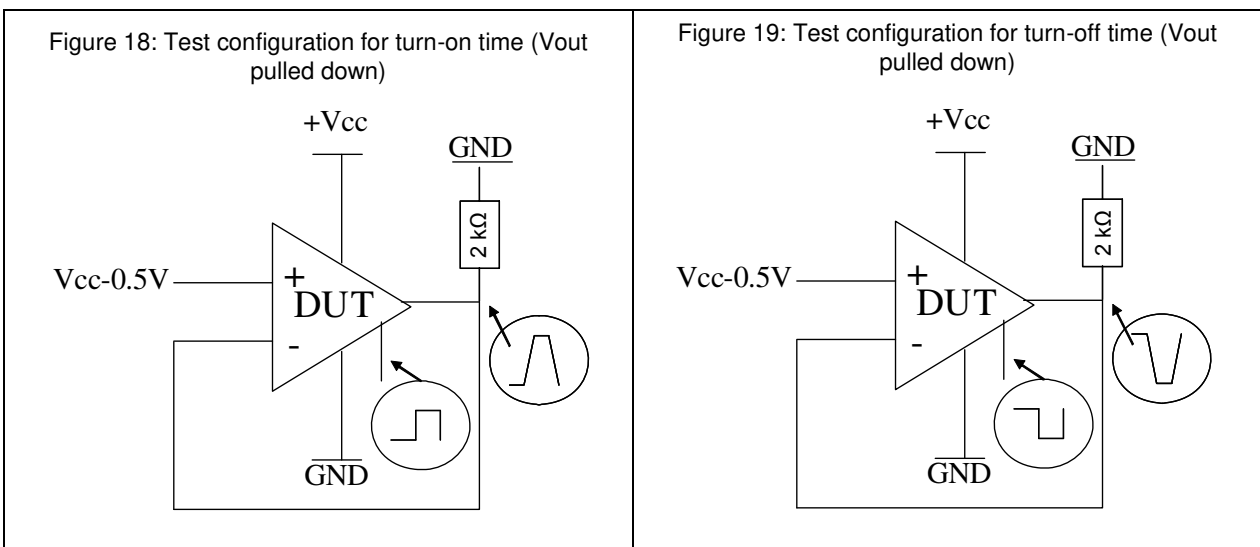 Figure 18: Test configuration for turn-on time (Vout
pulled down)
+Vcc
GND
2 kΩ
Vcc-0.5V
+
DUT
-
GND
Figure 19: Test configuration for turn-off time (Vout
pulled down)
+Vcc
GND
2 kΩ
Vcc-0.5V
+
DUT
-
GND